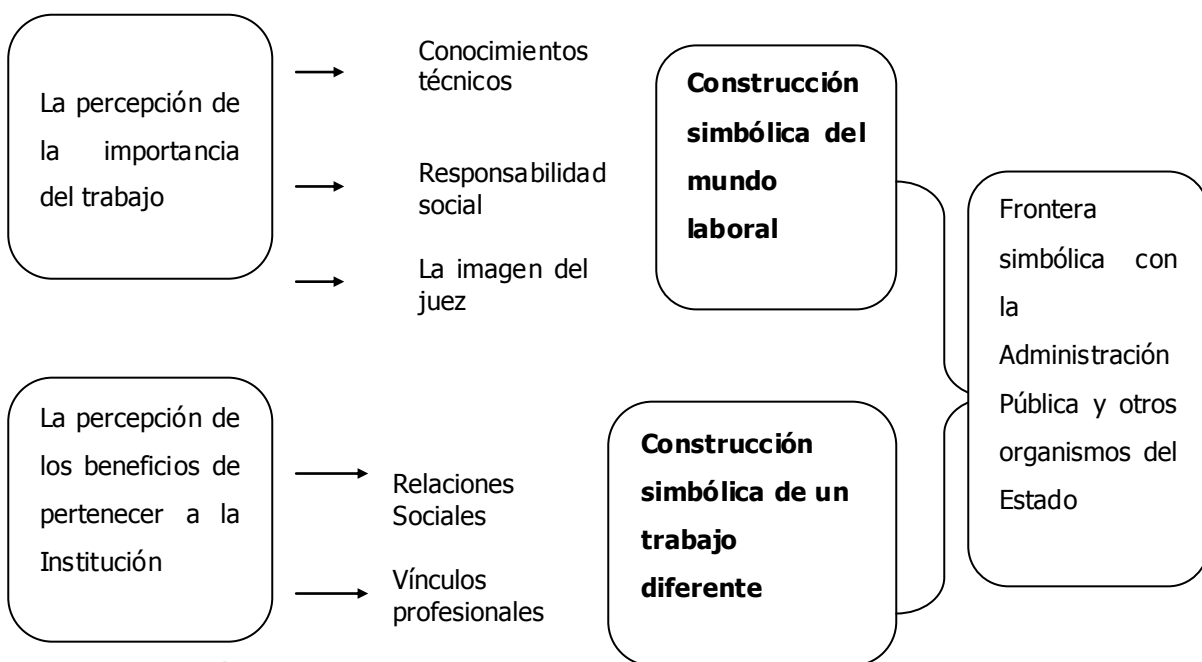 La percepción de
la importancia
del trabajo
Conocimientos
técnicos
Responsabilidad
social
La imagen del
juez
Construcción
simbólica del
mundo
laboral
La percepción de
los beneficios de
pertenecer a la
Institución
Relaciones
Sociales
Vínculos
profesionales
Construcción
simbólica de un
trabajo
diferente
Frontera
simbólica con
la
Administración
Pública y otros
organismos del
Estado